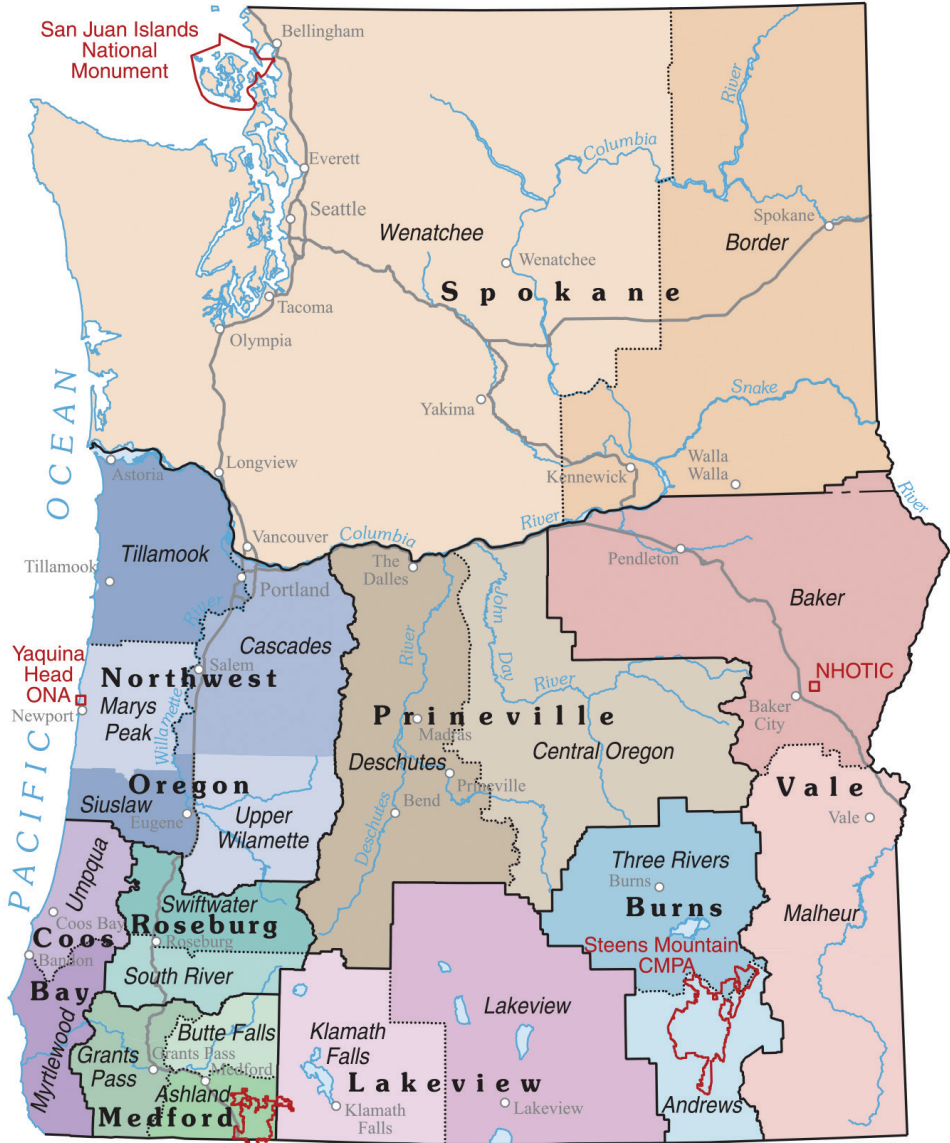 San Juan Islands
National
Monument
Bellingham
River
Columbia
Everett
Seattle
Spokane
Wenatchee
Border
Wenatchee
Spokane
Tacoma
Olympia
Snake
Yakima
OCEAN
Walla
Walla
Longview
Kennewick
Astoria
River
River
Columbia
Vancouver
Tillamook
The
Dalles
Pendleton
Tillamook
Portland
John
Day
River
Baker
River
River
Cascades
Yaquina
Head
ONA
Salem
Northwest
NHOTIC
Newport
Marys
Peak
Willamette
Prineville
Madras
Baker
City
Central Oregon
Deschutes
PACIFIC
Oregon
Prineville
Vale
Siuslaw
Bend
Deschutes
Eugene
Upper
Wilamette
Vale
Umpqua
Three Rivers
Burns
Swiftwater
Coos Bay
Burns
Malheur
Roseburg
Coos
Roseburg
Bandon
Steens Mountain
CMPA
South River
Bay
Lakeview
Butte Falls
Klamath
Falls
Grants
Pass
Grants Pass
Medford
Myrtlewood
Ashland
Lakeview
Andrews
Medford
Klamath
Falls
Lakeview